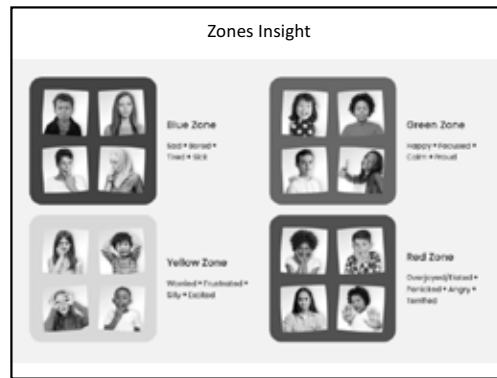 Zones Insight
Blue Zone
Sad • Bored •
Tired • Sick
Green Zone
Happy • Focused •
Calm • Proud
Yellow Zone
Worried • Frustrated •
Silly • Excited
Red Zone
Overjoyed/Elated •
Panicked • Angry •
Terrified